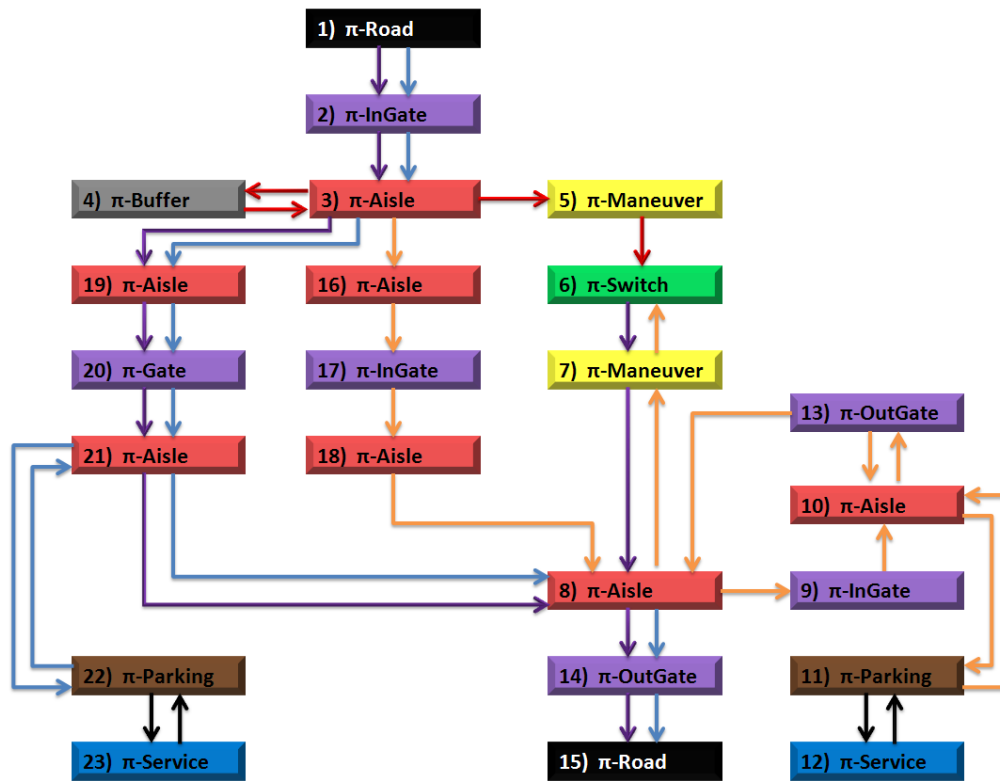 1) π-Road
2) π-InGate
4) π-Buffer
3) π-Aisle
5) π-Maneuver
19) π-Aisle
16) π-Aisle
6) π-Switch
20) π-Gate
17) π-InGate
7) π-Maneuver
13) π-OutGate
21) π-Aisle
18) π-Aisle
10) π-Aisle
8) π-Aisle
9) π-InGate
22) π-Parking
14) π-OutGate
11) π-Parking
23) π-Service
15) π-Road
12) π-Service